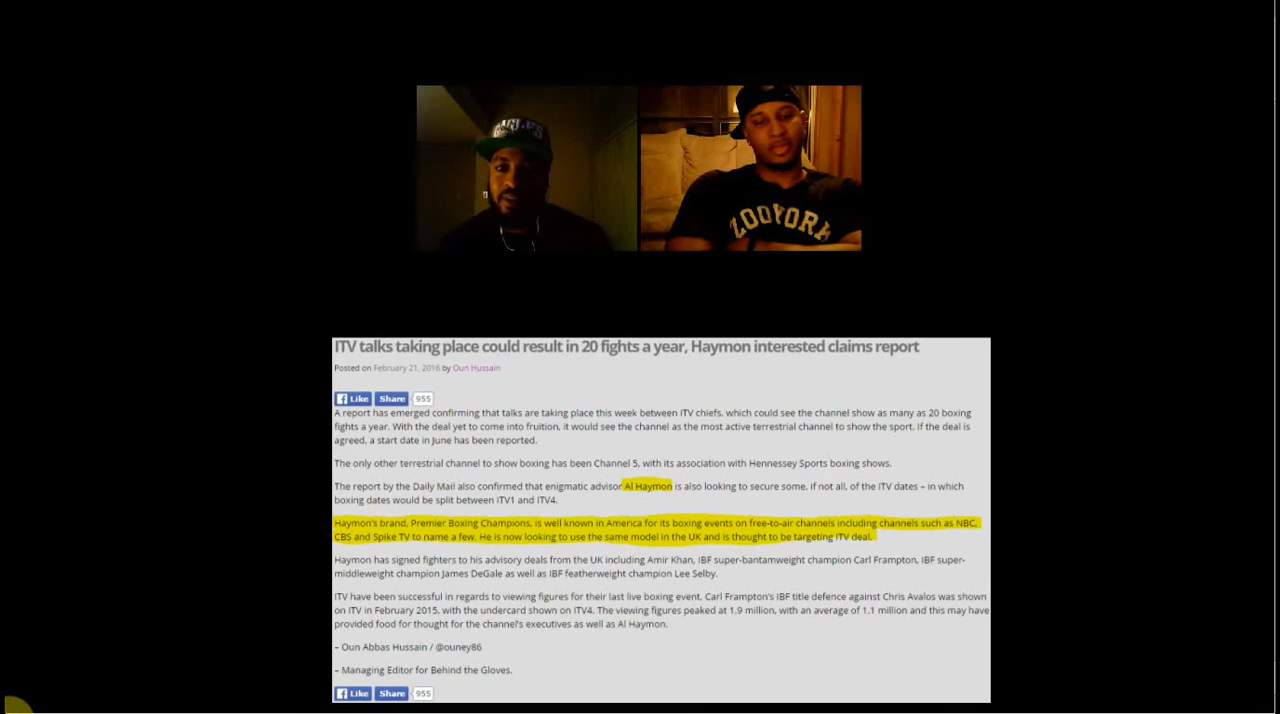 EAGLES
ZOO YORK
ITV talks taking place could result in 20 fights a year, Haymon interested claims report
Posted on February 21, 2016 by Oun Hussain
Like Share 955
A report has emerged confirming that talks are taking place this week between ITV chiefs, which could see the channel show as many as 20 boxing
fights a year. With the deal yet to come into fruition, it would see the channel as the most active terrestrial channel to show the sport. If the deal is
agreed, a start date in June has been reported.
The only other terrestrial channel to show boxing has been Channel 5, with its association with Hennessey Sports boxing shows.
The report by the Daily Mail also confirmed that enigmatic advisor Al Haymon is also looking to secure some, if not all, of the ITV dates – in which
boxing dates would be split between ITV1 and ITV4.
Haymon's brand, Premier Boxing Champions, is well known in America for its boxing events on free-to-air channels including channels such as NBC,
CBS and Spike TV to name a few. He is now looking to use the same model in the UK and is thought to be targeting ITV deal.
Haymon has signed fighters to his advisory deals from the UK including Amir Khan, IBF super-bantamweight champion Carl Frampton, IBF super-
middleweight champion James DeGale as well as IBF featherweight champion Lee Selby.
ITV have been successful in regards to viewing figures for their last live boxing event. Carl Frampton's IBF title defence against Chris Avalos was shown
on ITV in February 2015, with the undercard shown on ITV4. The viewing figures peaked at 1.9 million, with an average of 1.1 million and this may have
provided food for thought for the channel's executives as well as Al Haymon.
– Oun Abbas Hussain / @ouney86
– Managing Editor for Behind the Gloves.
Like Share 955